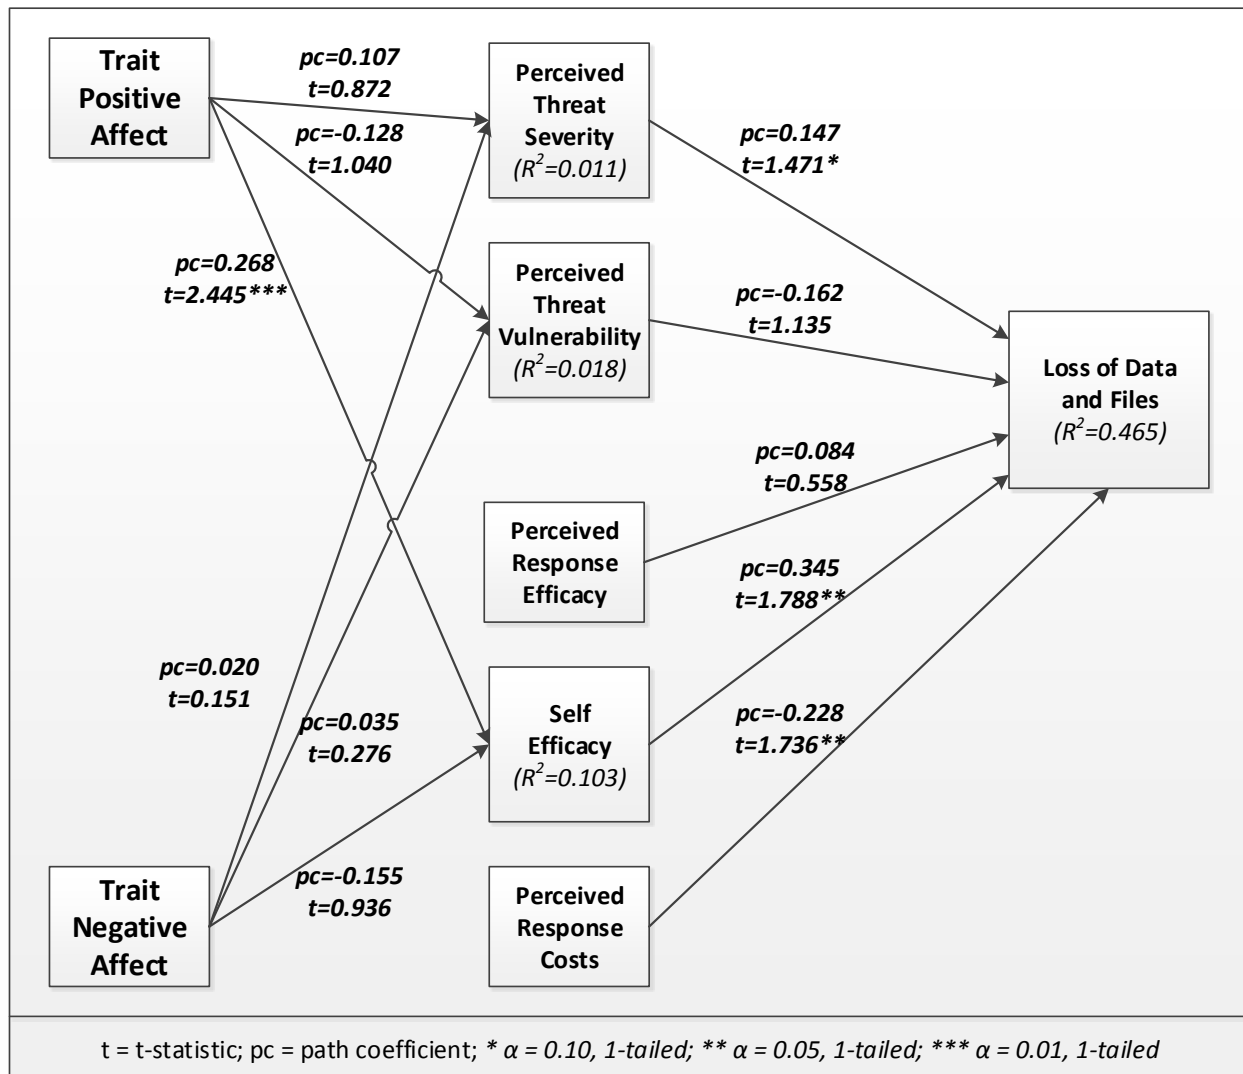 Trait
Positive
Affect
pc=0.107
t=0.872
pc=-0.128
t=1.040
pc=0.268
t=2.445***
Perceived
Threat
Severity
(R²=0.011)
pc=0.147
t=1.471*
Perceived
Threat
Vulnerability
(R²=0.018)
pc=-0.162
t=1.135
Loss of Data
and Files
(R²=0.465)
pc=0.084
t=0.558
Perceived
Response
Efficacy
pc=0.345
t=1.788**
pc=0.020
t=0.151
pc=0.035
t=0.276
Self
Efficacy
(R²=0.103)
pc=-0.228
t=1.736**
Trait
Negative
Affect
pc=-0.155
t=0.936
Perceived
Response
Costs
t = t-statistic; pc = path coefficient; * α = 0.10, 1-tailed; ** α = 0.05, 1-tailed; *** α = 0.01, 1-tailed